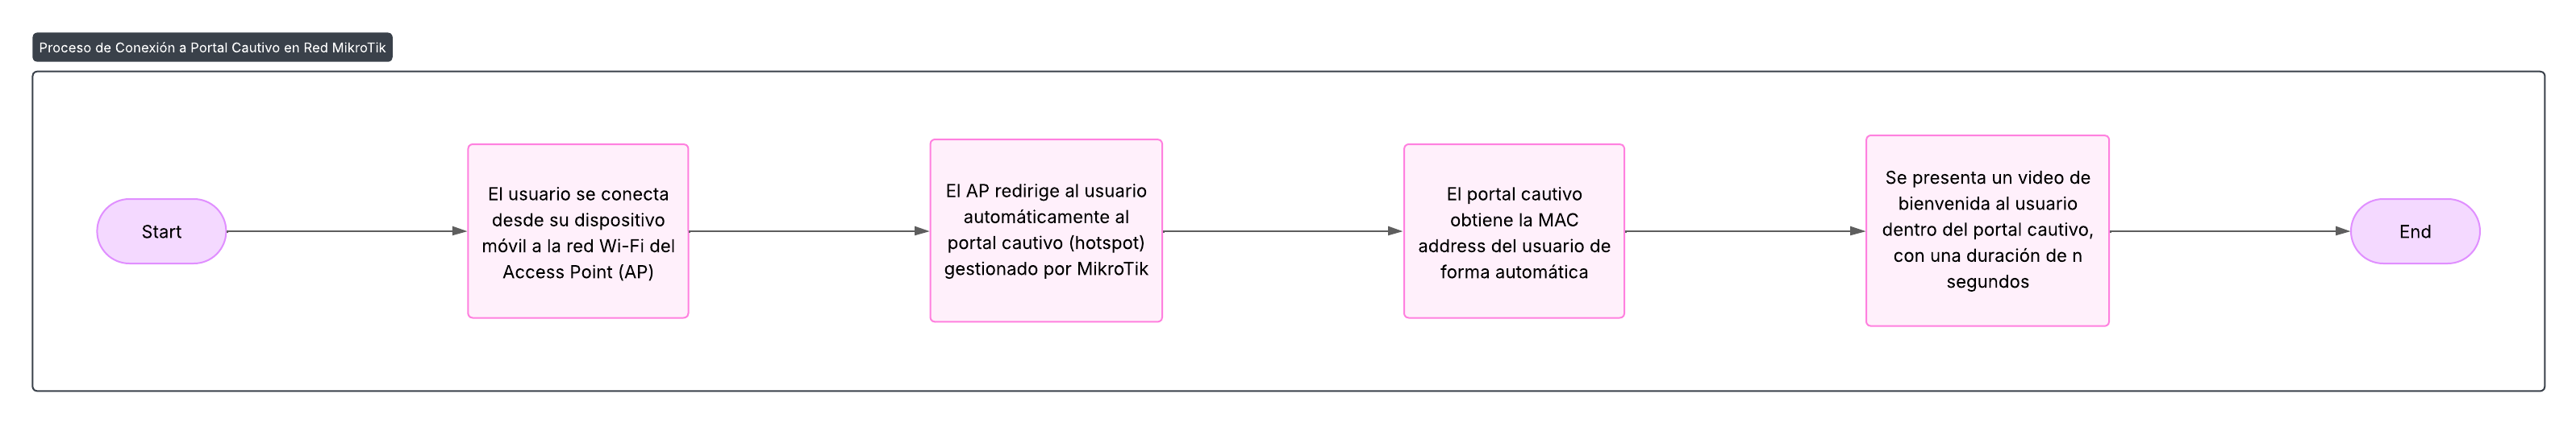 Proceso de Conexión a Portal Cautivo en Red MikroTik
Start
El usuario se conecta
desde su dispositivo
móvil a la red Wi-Fi del
Access Point (AP)
El AP redirige al usuario
automáticamente al
portal cautivo (hotspot)
gestionado por MikroTik
El portal cautivo
obtiene la MAC
address del usuario de
forma automática
Se presenta un video de
bienvenida al usuario
dentro del portal cautivo,
con una duración de n
segundos
End